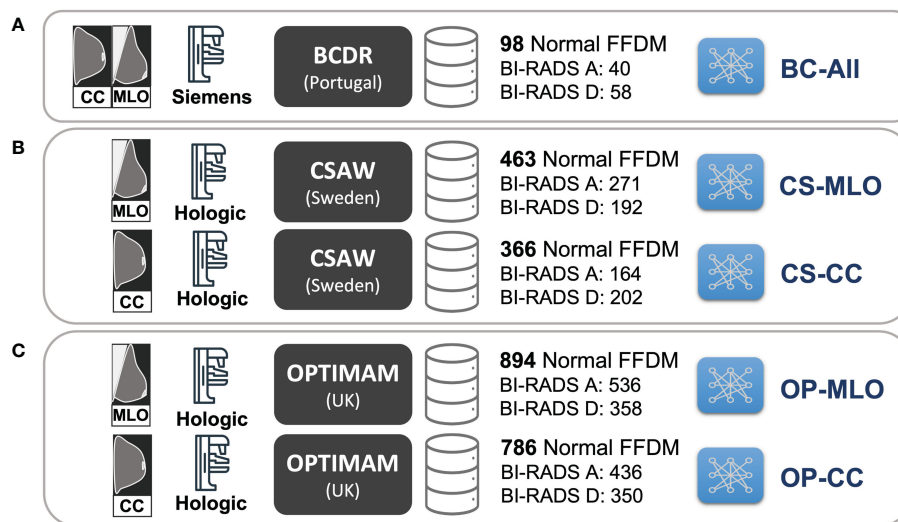 A
CC MLO
Siemens
BCDR
(Portugal)
98 Normal FFDM
BI-RADS A: 40
BI-RADS D: 58
BC-All
B
MLO
Hologic
CSAW
(Sweden)
463 Normal FFDM
BI-RADS A: 271
BI-RADS D: 192
CS-MLO
CC
Hologic
CSAW
(Sweden)
366 Normal FFDM
BI-RADS A: 164
BI-RADS D: 202
CS-CC
C
MLO
Hologic
OPTIMAM
(UK)
894 Normal FFDM
BI-RADS A: 536
BI-RADS D: 358
OP-MLO
CC
Hologic
OPTIMAM
(UK)
786 Normal FFDM
BI-RADS A: 436
BI-RADS D: 350
OP-CC